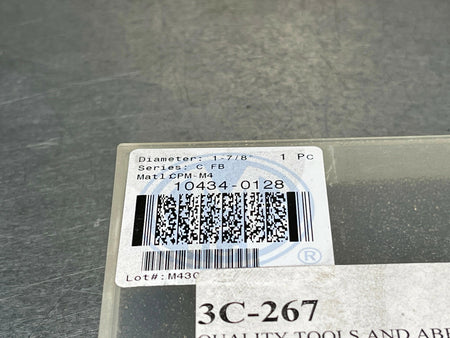 Diameter: 1-7/8" 1 Pc
Series: C FB
Matl:CPM-M4
10434-0128
®
Lot#:M430
3C-267
QUALITY TOOLS AND